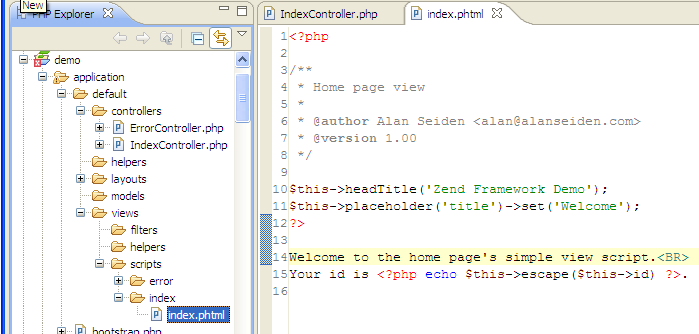 New
PHP Explorer
demo
application
default
controllers
ErrorController.php
IndexController.php
helpers
layouts
models
views
filters
helpers
scripts
error
index
index.phtml
bootstrap.php
IndexController.php
index.phtml
1 <?php
2
3 /**
4 * Home page view
5 *
6 * @author Alan Seiden <alan@alanseiden.com>
7 * @version 1.00
8 */
9
10 $this->headTitle('Zend Framework Demo');
11 $this->placeholder('title')->set('Welcome');
12 ?>
13
14 Welcome to the home page's simple view script.<BR>
15 Your id is <?php echo $this->escape($this->id) ?>.
16